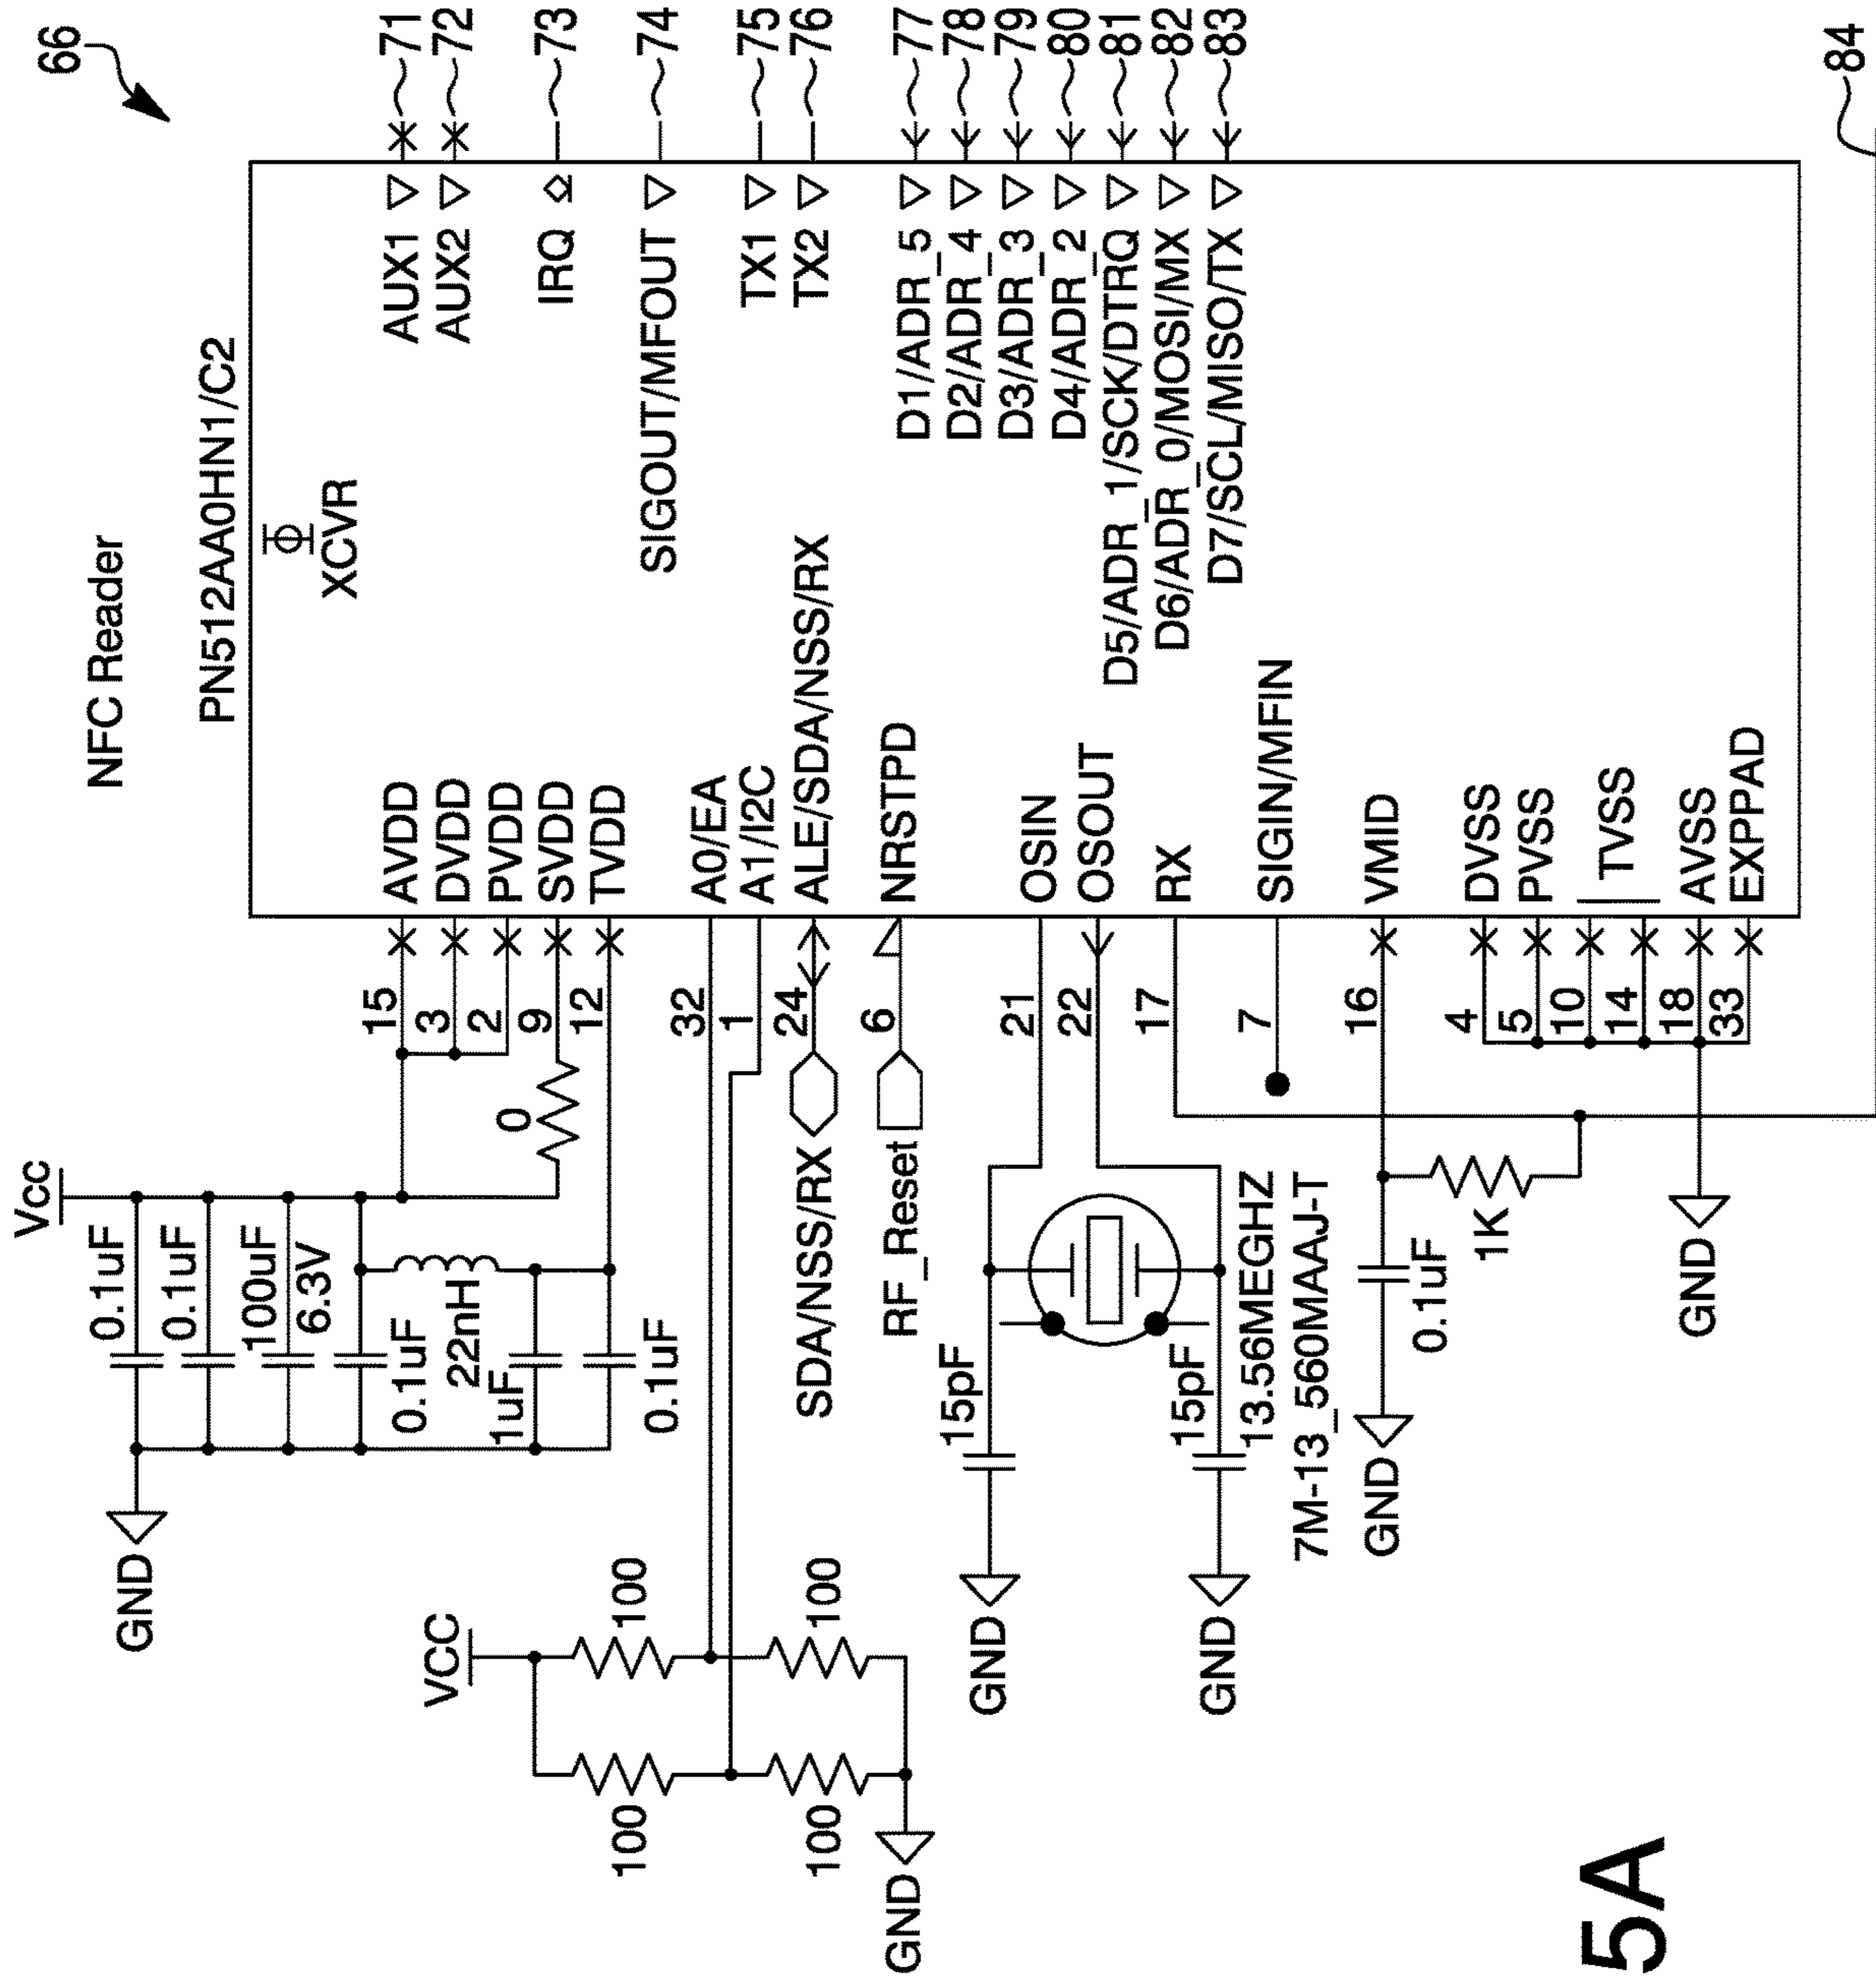 66
NFC Reader
PN512AA0HN1/C2
XCVR
Vcc
0.1uF
0.1uF
100uF
6.3V
0.1uF
22nH
1uF
0.1uF
GND
0
15 AVDD
3 DVDD
2 PVDD
9 SVDD
12 TVDD
32 A0/EA
1 A1/I2C
24 ALE/SDA/NSS/RX
SDA/NSS/RX
6 NRSTPD
RF_Reset
21 OSIN
22 OSOUT
17 RX
7 SIGIN/MFIN
16 VMID
4 DVSS
5 PVSS
10
14
TVSS
18 AVSS
33 EXPPAD
AUX1 71
AUX2 72
IRQ 73
SIGOUT/MFOUT 74
TX1 75
TX2 76
D1/ADR_5 77
D2/ADR_4 78
D3/ADR_3 79
D4/ADR_2 80
D5/ADR_1/SCK/DTRQ 81
D6/ADR_0/MOSI/MX 82
D7/SCL/MISO/TX 83
84
VCC
100
100
100
100
GND
15pF
GND
15pF
GND
13.56MEGHZ
7M-13_560MAAJ-T
0.1uF
GND
1K
GND
5A